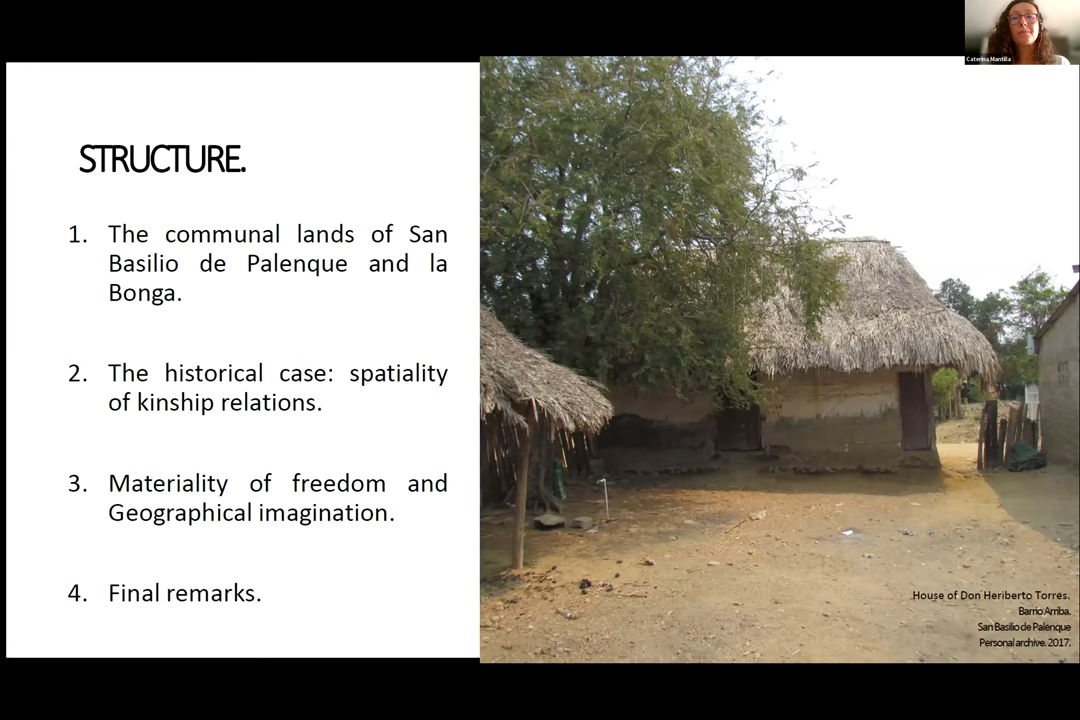 Caterina Mantilla
STRUCTURE.
1. The communal lands of San
Basilio de Palenque and la
Bonga.
2. The historical case: spatiality
of kinship relations.
3. Materiality of freedom and
Geographical imagination.
4. Final remarks.
House of Don Heriberto Torres.
Barrio Arriba.
San Basilio de Palenque
Personal archive. 2017.